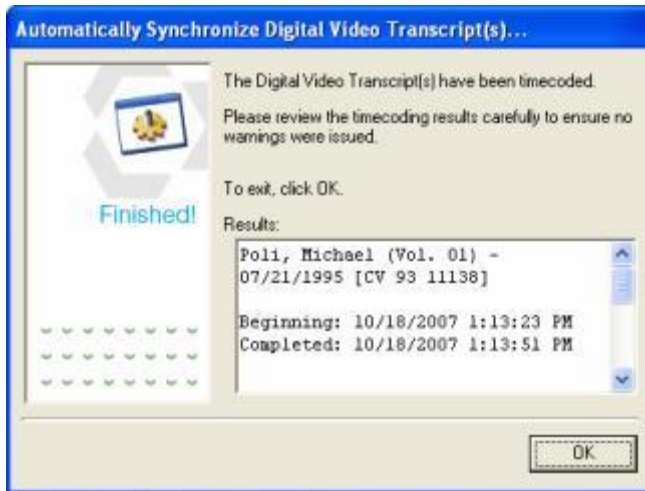 Automatically Synchronize Digital Video Transcript(s)...
The Digital Video Transcript(s) have been timecoded.
Please review the timecoding results carefully to ensure no
warnings were issued.
To exit, click OK.
Finished!
Results:
Poli, Michael (Vol. 01) -
07/21/1995 [CV 93 11138]
Beginning: 10/18/2007 1:13:23 PM
Completed: 10/18/2007 1:13:51 PM
OK